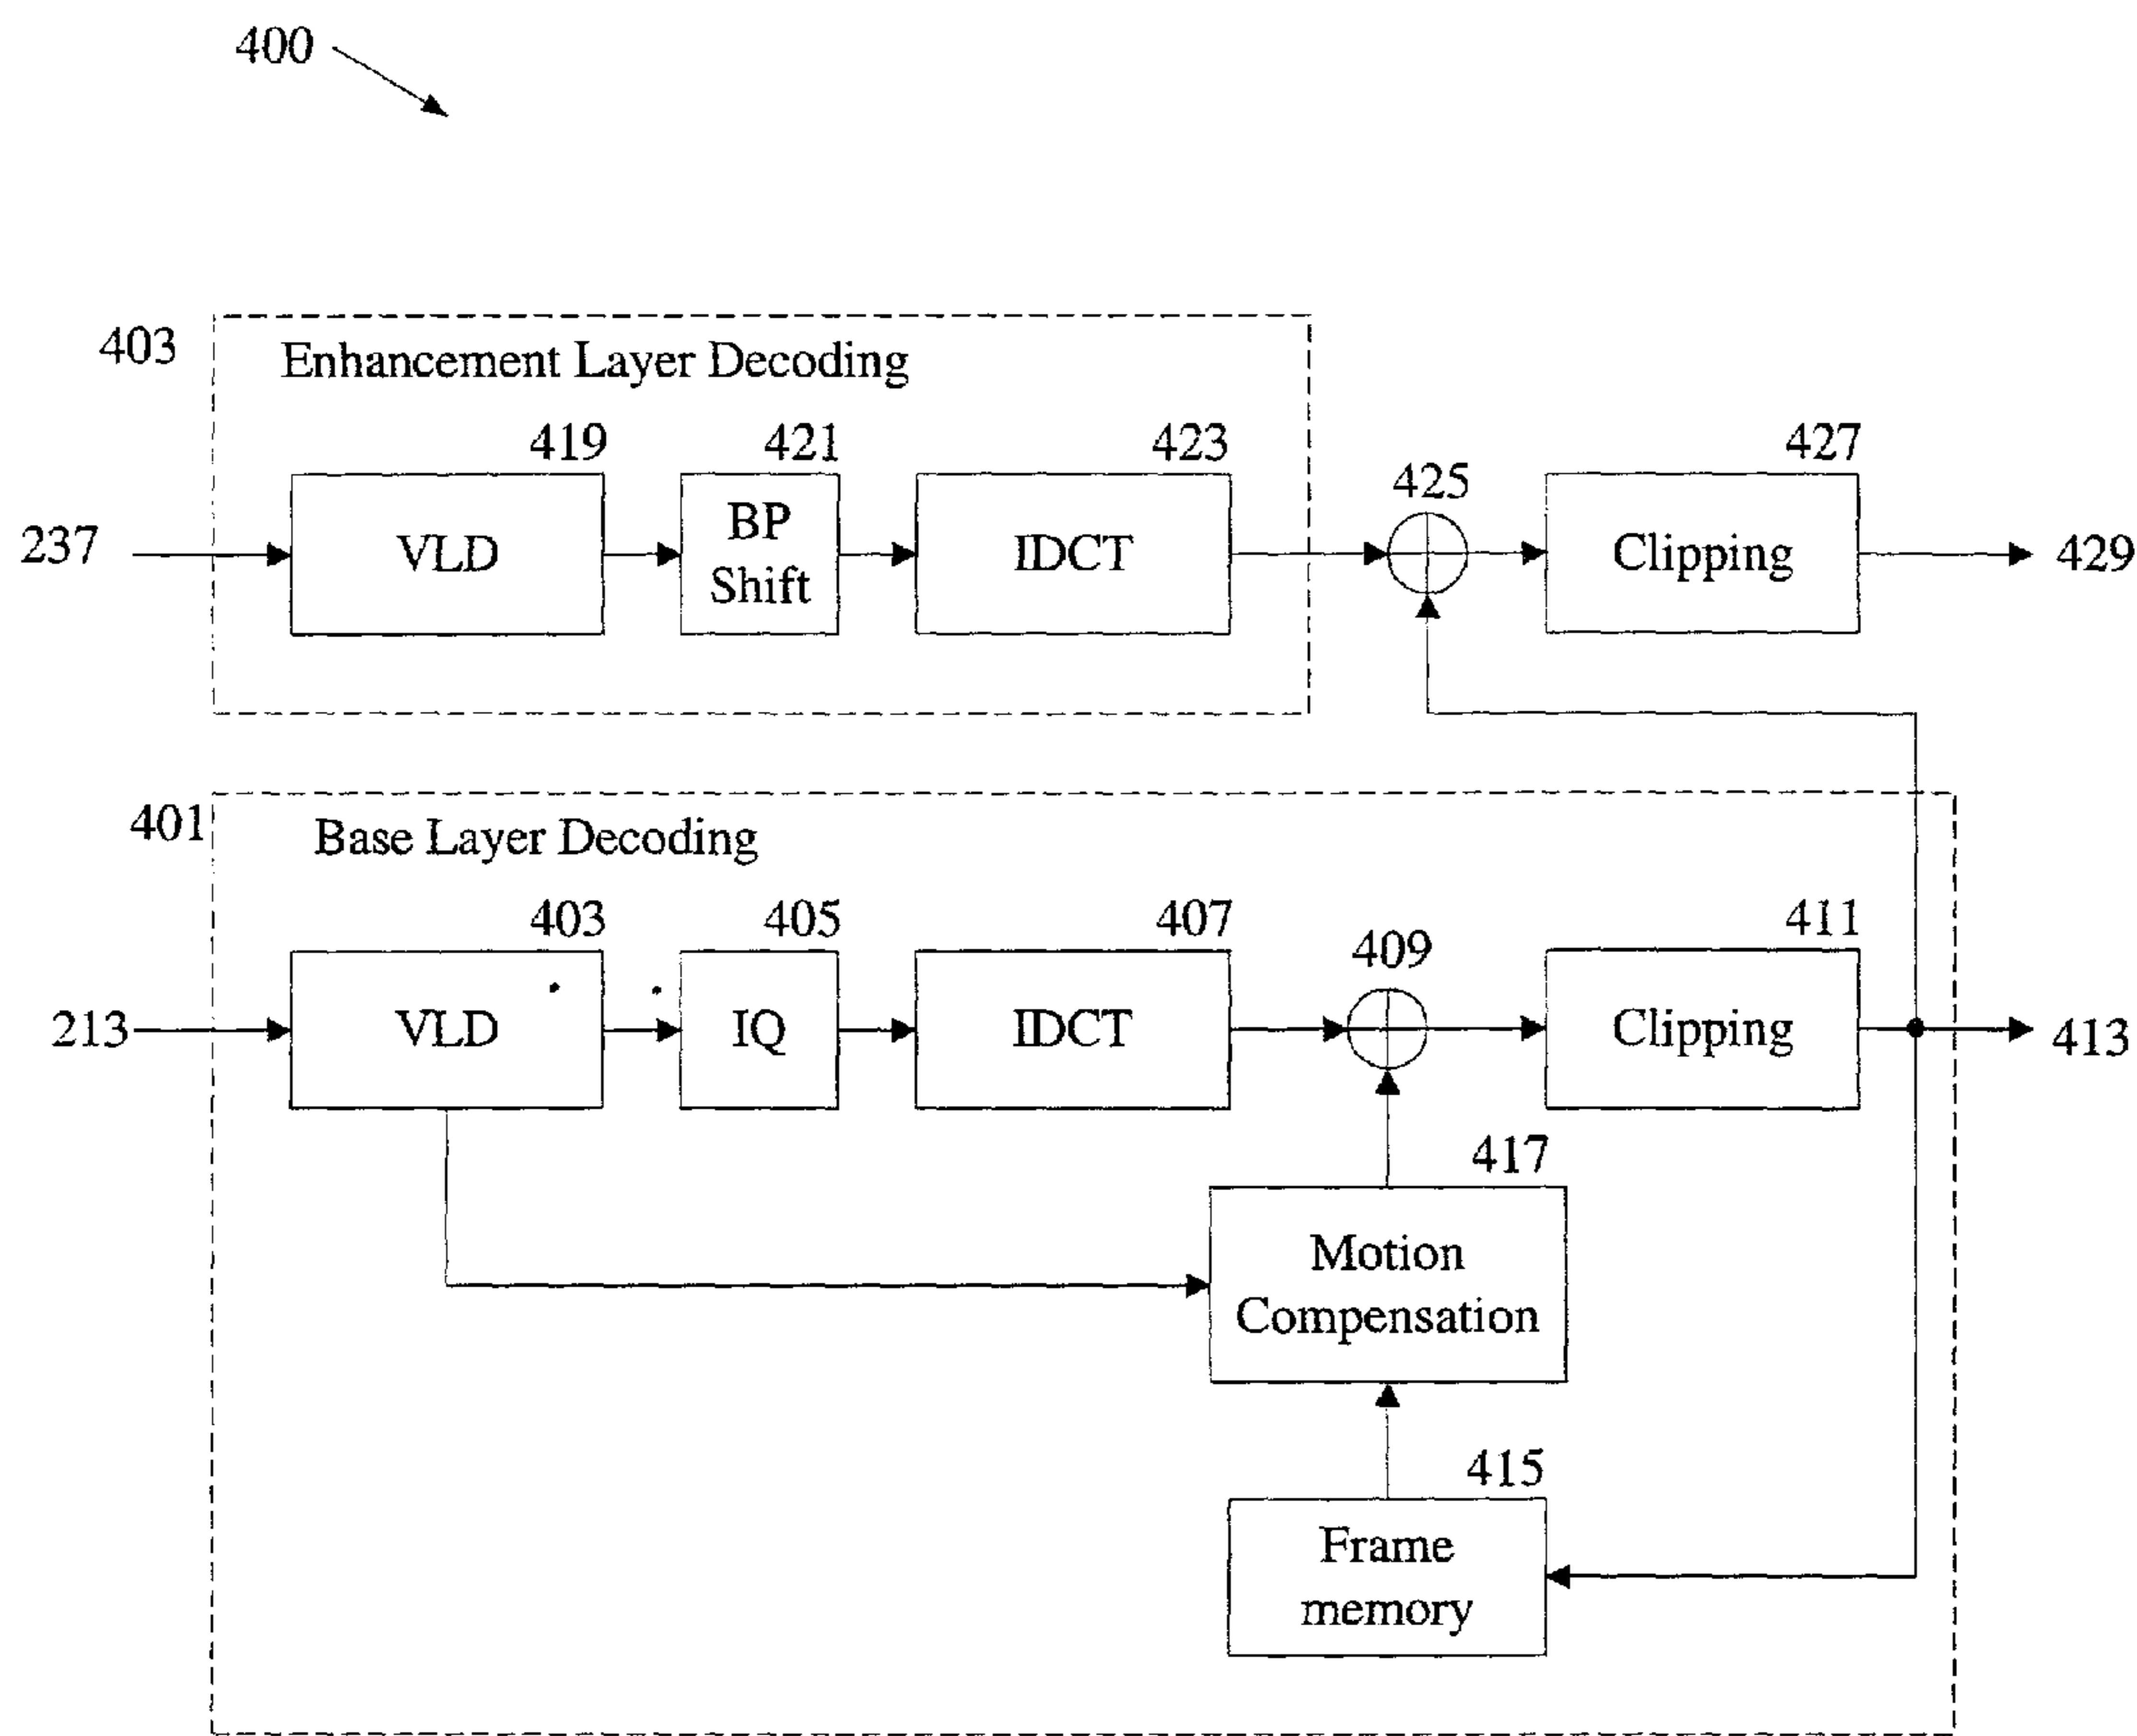 400
403
Enhancement Layer Decoding
419
421
423
425
427
237
VLD
BP
Shift
IDCT
Clipping
429
401
Base Layer Decoding
403
405
407
409
411
213
VLD
IQ
IDCT
Clipping
413
417
Motion
Compensation
415
Frame
memory